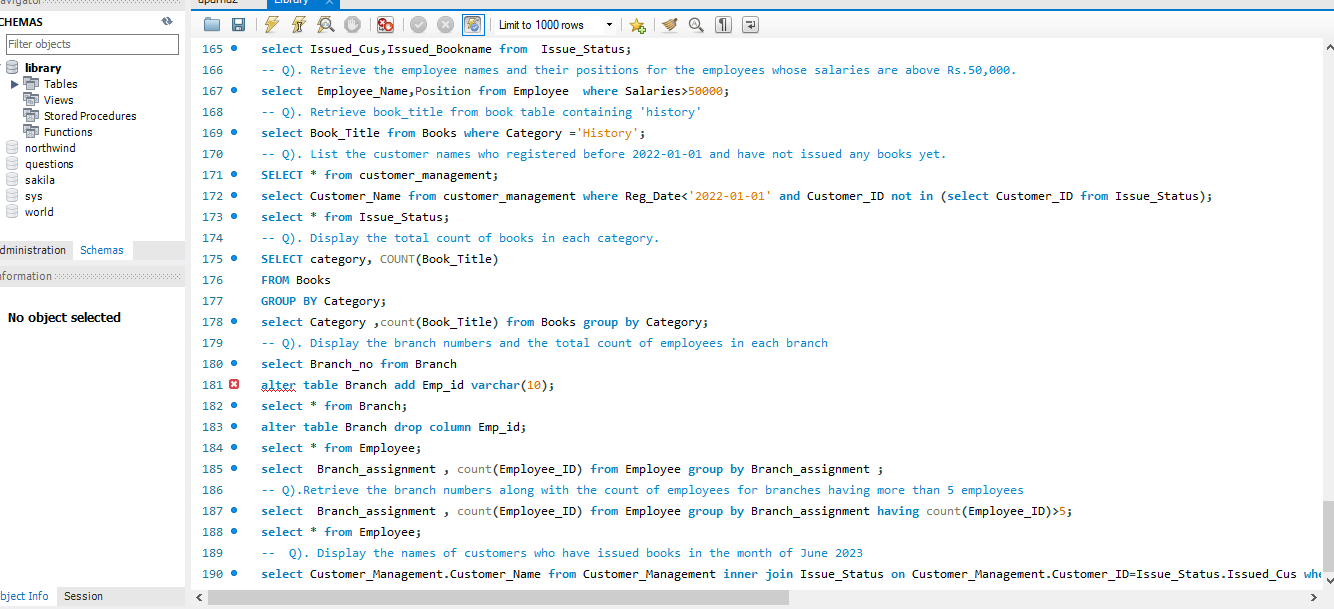 avigator
aparna2
Library
SCHEMAS
Limit to 1000 rows
Filter objects
library
Tables
Views
Stored Procedures
Functions
northwind
questions
sakila
sys
world
dministration Schemas
nformation
No object selected
bject Info Session
165 select Issued_Cus,Issued_Bookname from Issue_Status;
166 -- Q). Retrieve the employee names and their positions for the employees whose salaries are above Rs.50,000.
167 select Employee_Name,Position from Employee where Salaries>50000;
168 -- Q). Retrieve book_title from book table containing 'history'
169 select Book_Title from Books where Category ='History';
170 -- Q). List the customer names who registered before 2022-01-01 and have not issued any books yet.
171 SELECT * from customer_management;
172 select Customer_Name from customer_management where Reg_Date<'2022-01-01' and Customer_ID not in (select Customer_ID from Issue_Status);
173 select * from Issue_Status;
174 -- Q). Display the total count of books in each category.
175 SELECT category, COUNT(Book_Title)
176 FROM Books
177 GROUP BY Category;
178 select Category ,count(Book_Title) from Books group by Category;
179 -- Q). Display the branch numbers and the total count of employees in each branch
180 select Branch_no from Branch
181 alter table Branch add Emp_id varchar(10);
182 select * from Branch;
183 alter table Branch drop column Emp_id;
184 select * from Employee;
185 select Branch_assignment , count(Employee_ID) from Employee group by Branch_assignment ;
186 -- Q).Retrieve the branch numbers along with the count of employees for branches having more than 5 employees
187 select Branch_assignment , count(Employee_ID) from Employee group by Branch_assignment having count(Employee_ID)>5;
188 select * from Employee;
189 -- Q). Display the names of customers who have issued books in the month of June 2023
190 select Customer_Management.Customer_Name from Customer_Management inner join Issue_Status on Customer_Management.Customer_ID=Issue_Status.Issued_Cus whe